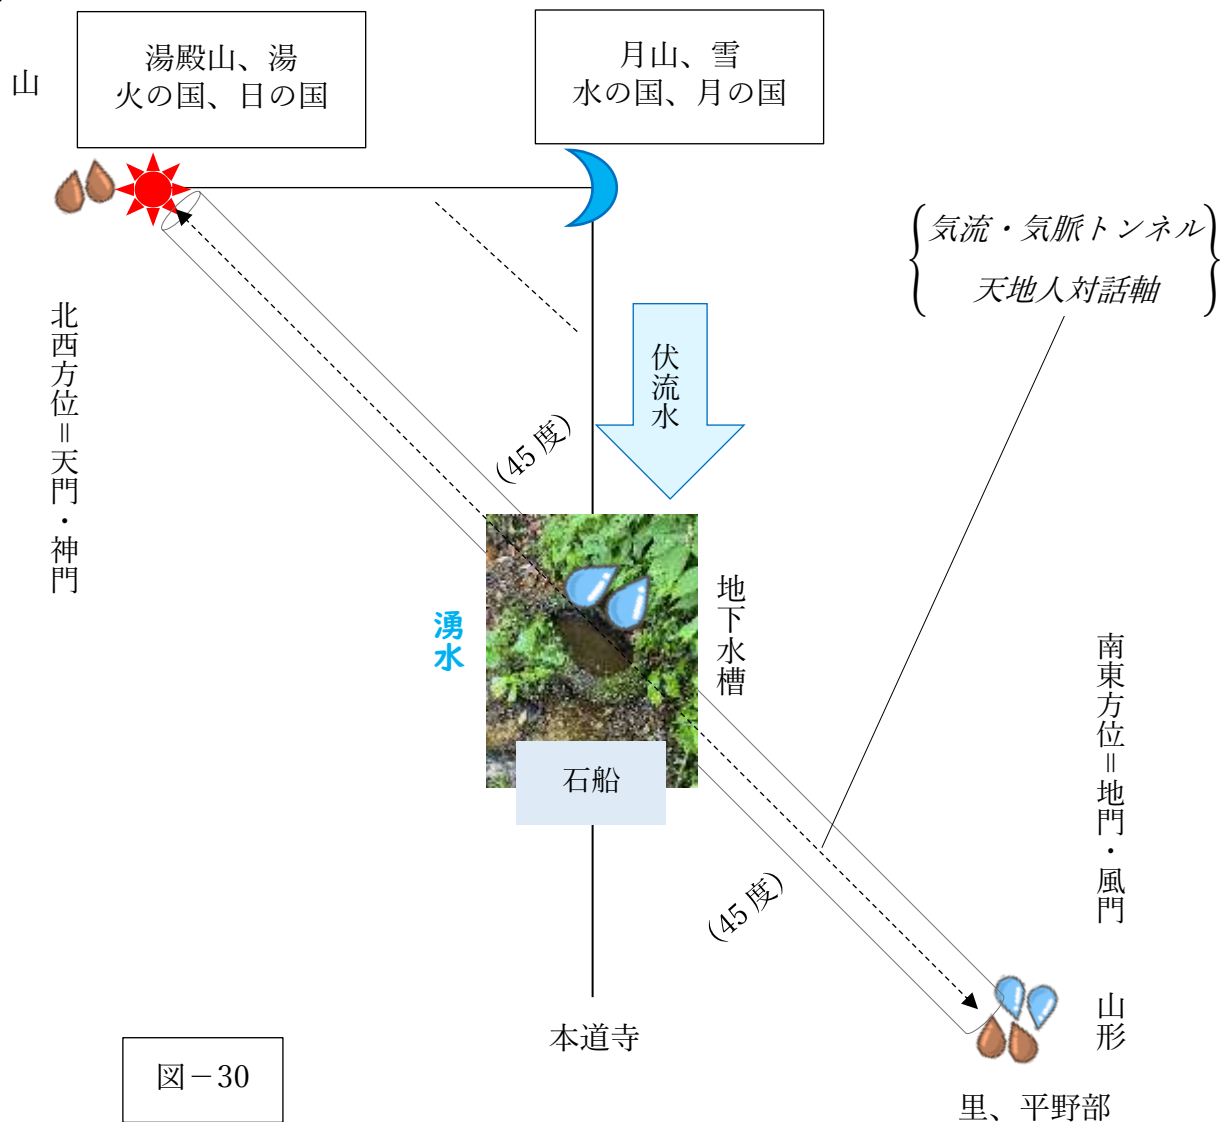 山
湯殿山、湯
火の国、日の国
月山、雪
水の国、月の国
気流・気脈トンネル
天地人対話軸
北西方位＝天門・神門
伏流水
（45度）
湧水
地下水槽
南東方位＝地門・風門
石船
（45度）
本道寺
山形
図－30
里、平野部